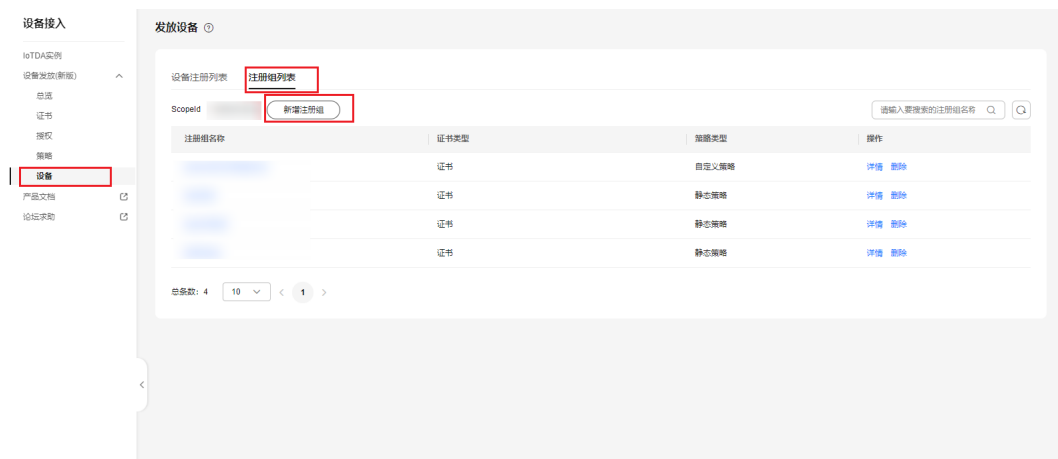 设备接入
IoTDA实例
设备发放(新版)
总览
证书
授权
策略
设备
产品文档
论坛求助
发放设备
设备注册列表 注册组列表
ScopeId 新增注册组 请输入要搜索的注册组名称
注册组名称 证书类型 策略类型 操作
证书 自定义策略 详情 删除
证书 静态策略 详情 删除
证书 静态策略 详情 删除
证书 静态策略 详情 删除
总条数: 4 10 1